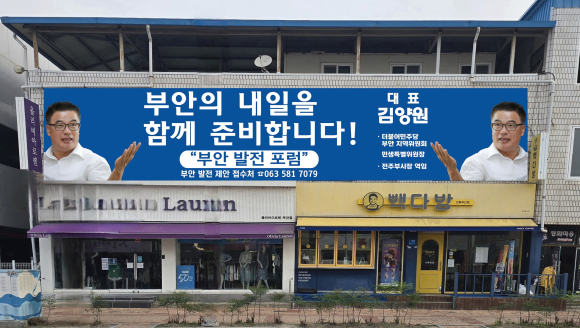 부안의 내일을
함께 준비합니다!
"부안 발전 포럼"
부안 발전 제안 접수처 ☎063 581 7079
대 표
김양원
· 더불어민주당
부안 지역위원회
민생특별위원장
· 전주부시장 역임
Laumn
빽다방